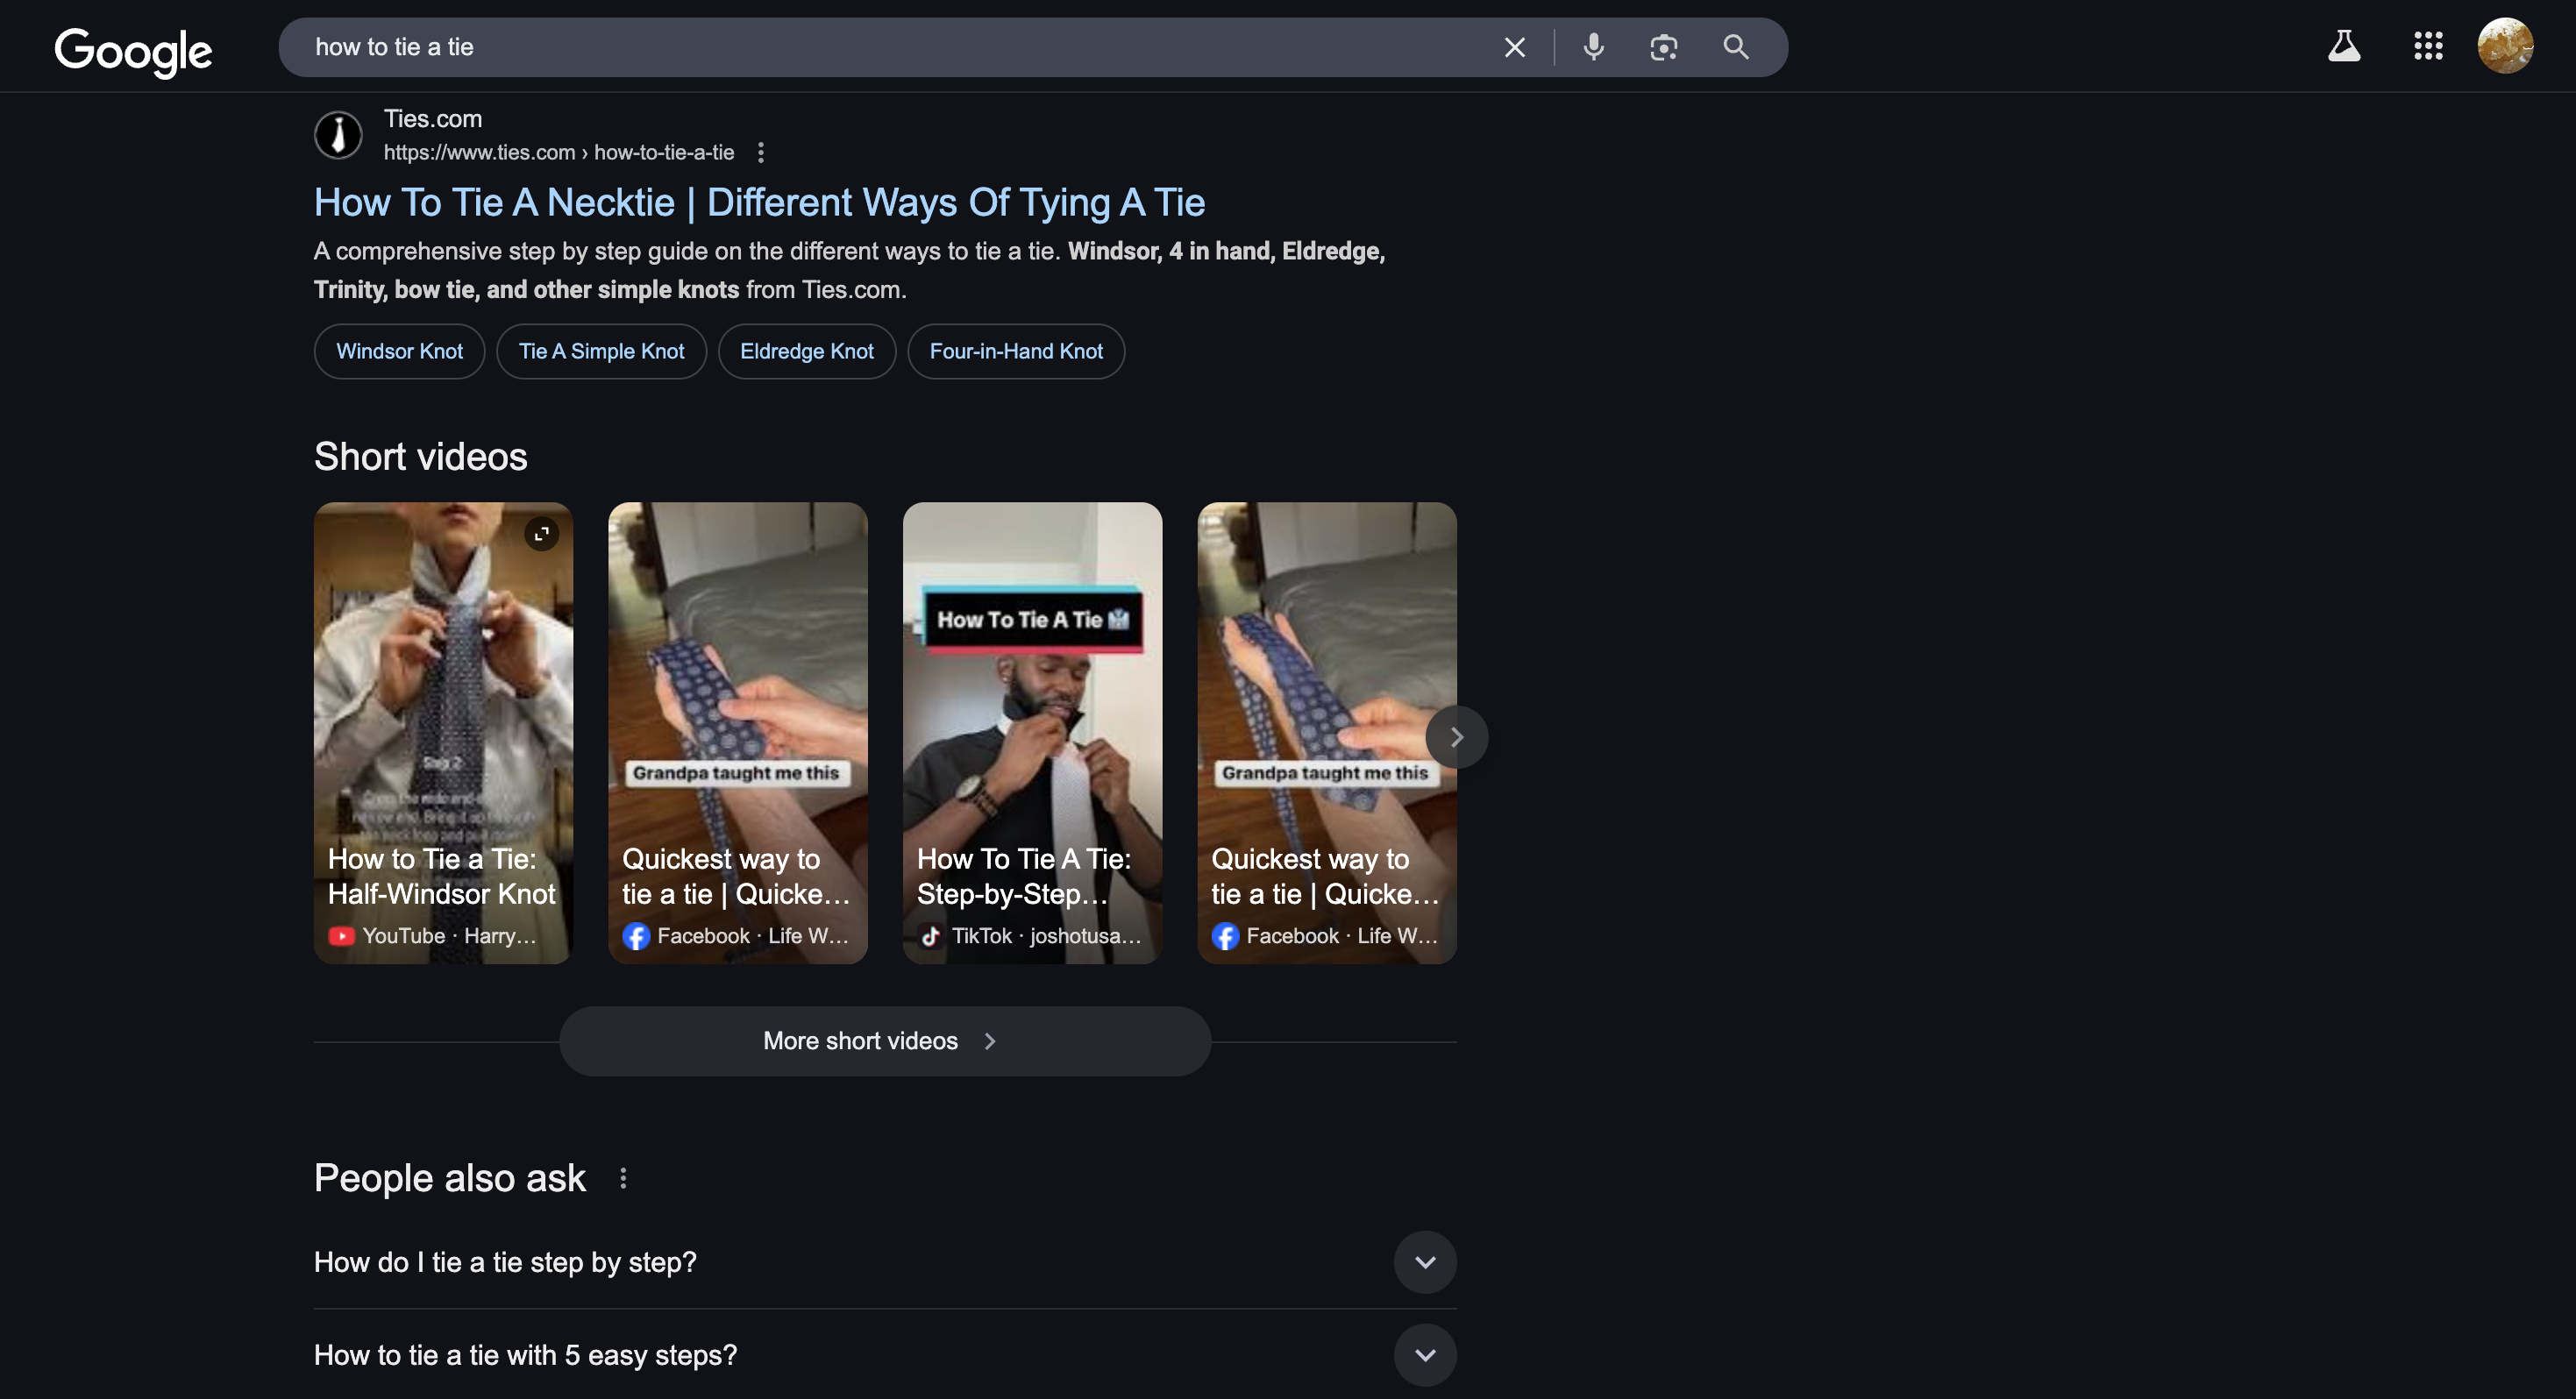 Google
how to tie a tie
Ties.com
https://www.ties.com › how-to-tie-a-tie
How To Tie A Necktie | Different Ways Of Tying A Tie
A comprehensive step by step guide on the different ways to tie a tie. Windsor, 4 in hand, Eldredge,
Trinity, bow tie, and other simple knots from Ties.com.
Windsor Knot
Tie A Simple Knot
Eldredge Knot
Four-in-Hand Knot
Short videos
Step 2
How to Tie a Tie:
Half-Windsor Knot
YouTube · Harry...
Grandpa taught me this
Quickest way to
tie a tie | Quicke...
Facebook · Life W...
How To Tie A Tie
How To Tie A Tie:
Step-by-Step...
TikTok · joshotusa...
Grandpa taught me this
Quickest way to
tie a tie | Quicke...
Facebook · Life W...
More short videos
People also ask
How do I tie a tie step by step?
How to tie a tie with 5 easy steps?